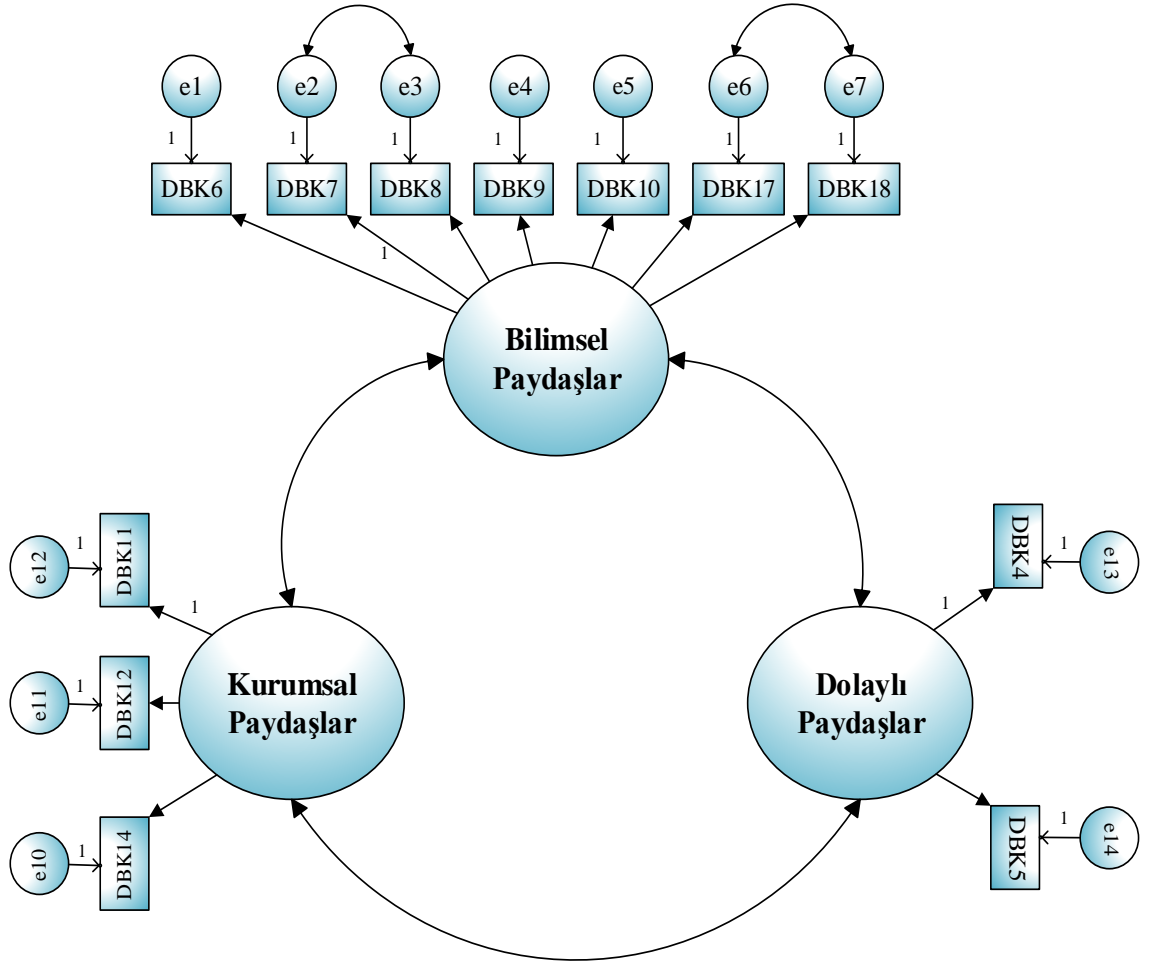 e1 e2 e3 e4 e5 e6 e7
1 1 1 1 1 1 1
DBK6 DBK7 DBK8 DBK9 DBK10 DBK17 DBK18
1
Bilimsel
Paydaşlar
e12 1 DBK11
1
e11 1 DBK12
e10 1 DBK14
Kurumsal
Paydaşlar
Dolaylı
Paydaşlar
DBK4 1 e13
1
DBK5 1 e14